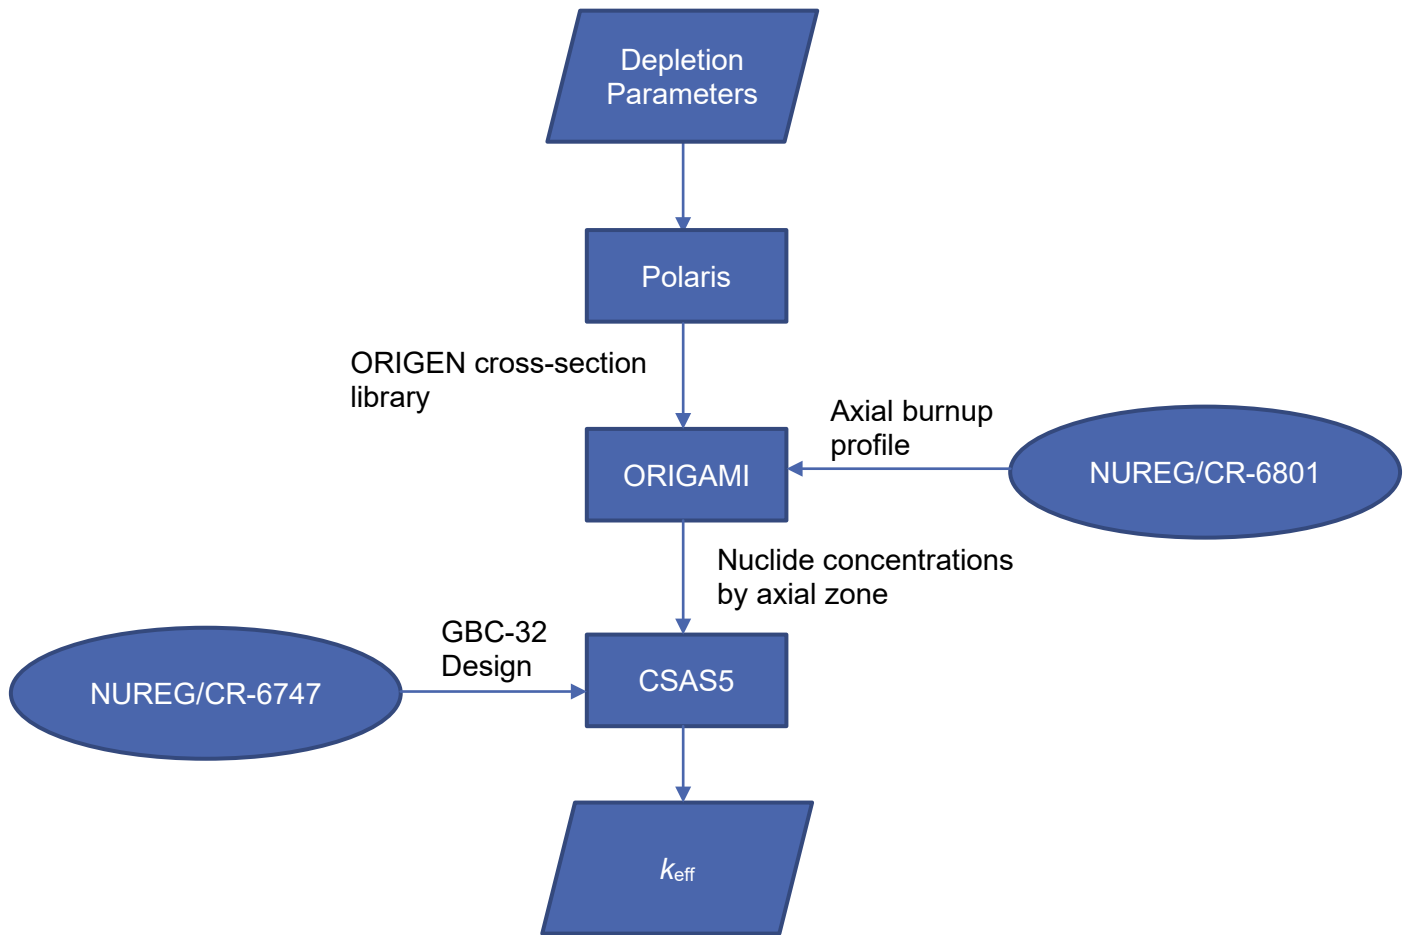 Depletion
Parameters
Polaris
ORIGEN cross-section
library
Axial burnup
profile
ORIGAMI
NUREG/CR-6801
Nuclide concentrations
by axial zone
GBC-32
Design
NUREG/CR-6747
CSAS5
keff